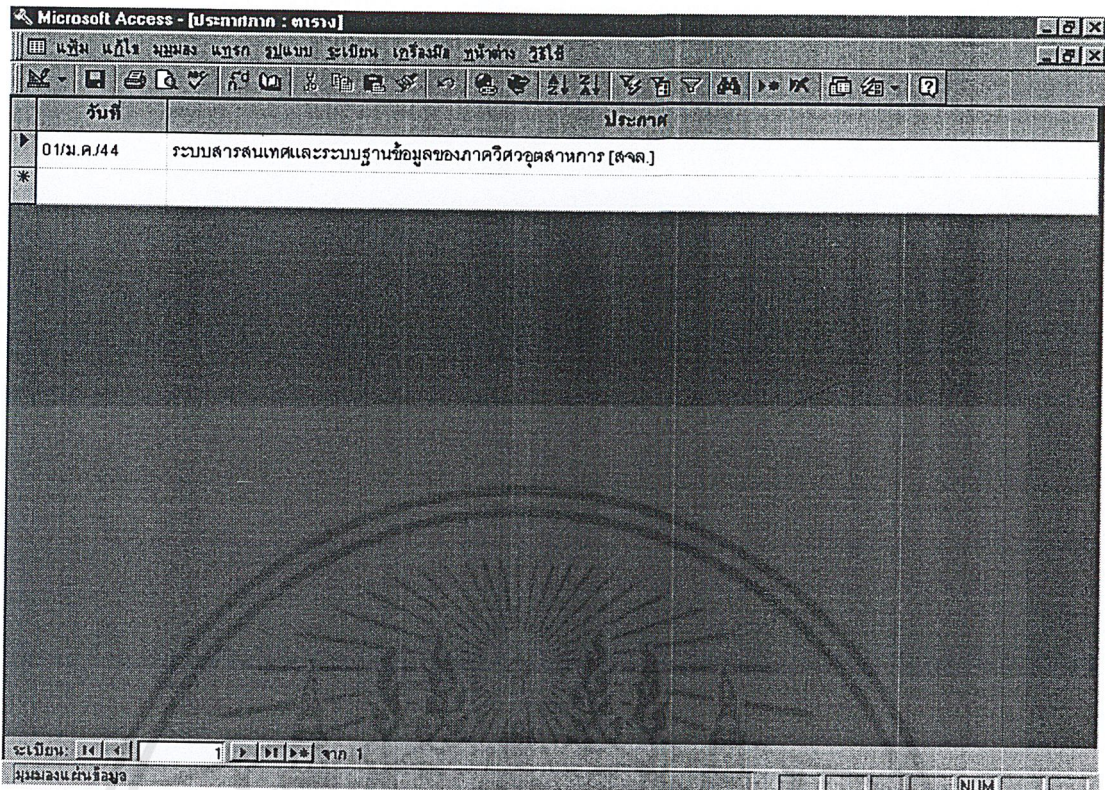 Microsoft Access - [ประกาศภาค : ตาราง]
แฟ้ม แก้ไข มุมมอง แทรก รูปแบบ ระเบียน เครื่องมือ หน้าต่าง วิธีใช้
วันที่ ประกาศ
01/ม.ค./44 ระบบสารสนเทศและระบบฐานข้อมูลของภาควิศวอุตสาหการ [สจล.]
ระเบียน: 1 จาก 1
มุมมองแผ่นข้อมูล NUM